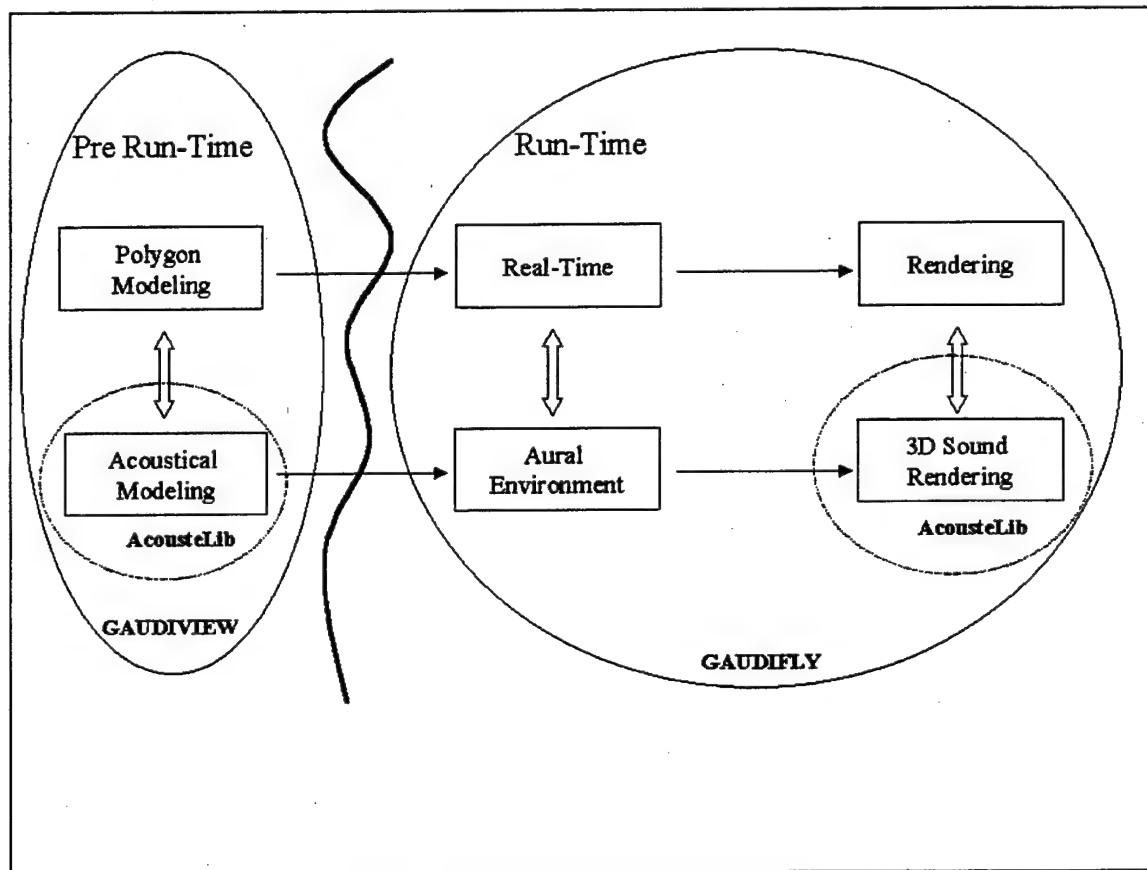 Pre Run-Time
Run-Time
Polygon
Modeling
Real-Time
Rendering
Acoustical
Modeling
Aural
Environment
3D Sound
Rendering
AcousteLib
AcousteLib
GAUDIVIEW
GAUDIFLY